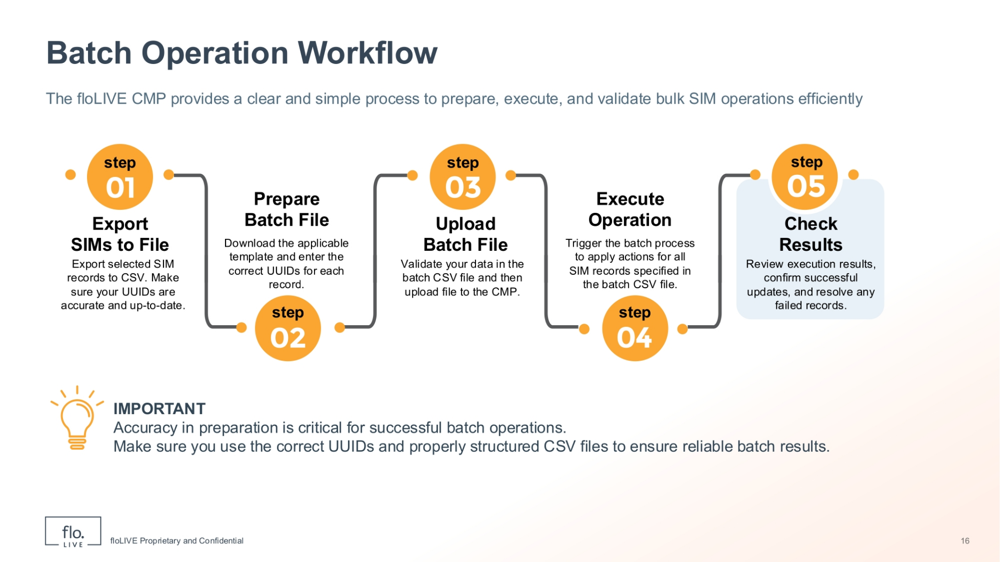 Batch Operation Workflow
The floLIVE CMP provides a clear and simple process to prepare, execute, and validate bulk SIM operations efficiently
step
01
Export
SIMs to File
Export selected SIM
records to CSV. Make
sure your UUIDs are
accurate and up-to-date.
Prepare
Batch File
Download the applicable
template and enter the
correct UUIDs for each
record.
step
02
step
03
Upload
Batch File
Validate your data in the
batch CSV file and then
upload file to the CMP.
Execute
Operation
Trigger the batch process
to apply actions for all
SIM records specified in
the batch CSV file.
step
04
step
05
Check
Results
Review execution results,
confirm successful
updates, and resolve any
failed records.
IMPORTANT
Accuracy in preparation is critical for successful batch operations.
Make sure you use the correct UUIDs and properly structured CSV files to ensure reliable batch results.
flo.
LIVE
floLIVE Proprietary and Confidential
16